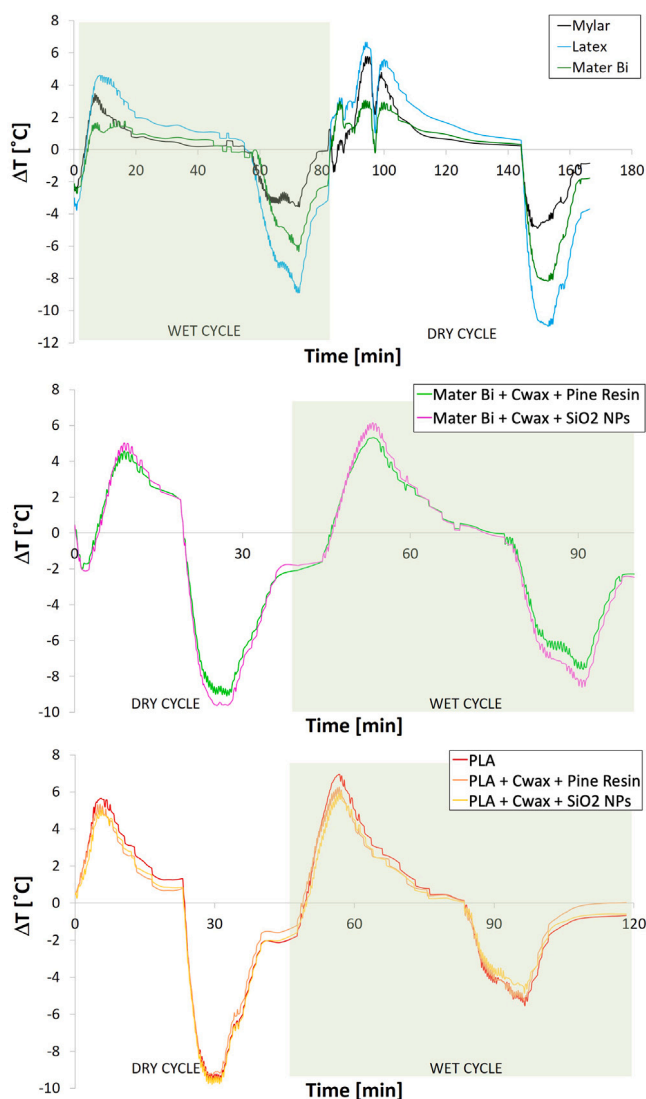 8
6
4
2
0
-2
-4
-6
-8
-10
-12
ΔT [˚C]
Mylar
Latex
Mater Bi
0 20 40 60 80 100 120 140 160 180
WET CYCLE DRY CYCLE
Time [min]
8
6
4
2
0
-2
-4
-6
-8
-10
ΔT [˚C]
Mater Bi + Cwax + Pine Resin
Mater Bi + Cwax + SiO2 NPs
0 30 60 90
DRY CYCLE WET CYCLE
Time [min]
8
6
4
2
0
-2
-4
-6
-8
-10
ΔT [˚C]
PLA
PLA + Cwax + Pine Resin
PLA + Cwax + SiO2 NPs
0 30 60 90 120
DRY CYCLE WET CYCLE
Time [min]